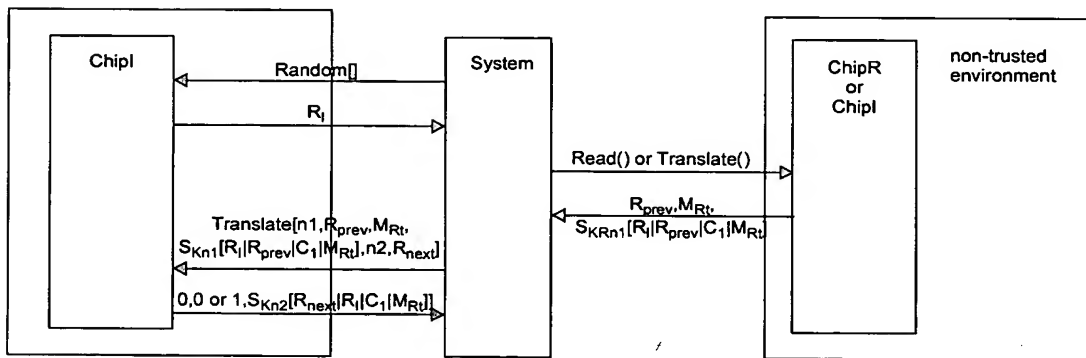 ChipI
System
ChipR
or
ChipI
non-trusted
environment
Random[]
R_I
Read() or Translate()
R_prev,M_Rt,
S_KRn1[R_I|R_prev|C_1|M_Rt]
Translate[n1,R_prev,M_Rt,
S_Kn1[R_I|R_prev|C_1|M_Rt],n2,R_next]
0,0 or 1,S_Kn2[R_next|R_I|C_1|M_Rt]]